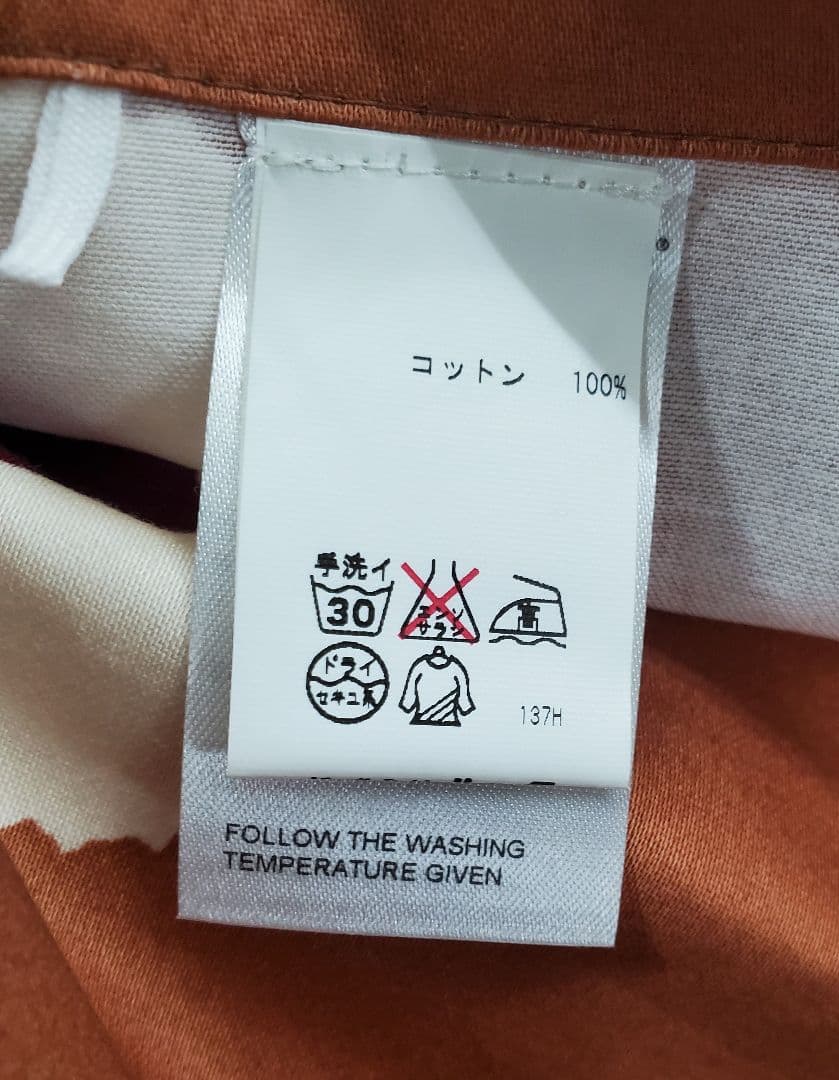 コットン 100%
手洗イ
30
エンソ
サラシ
中
ドライ
セキユ系
137H
FOLLOW THE WASHING
TEMPERATURE GIVEN